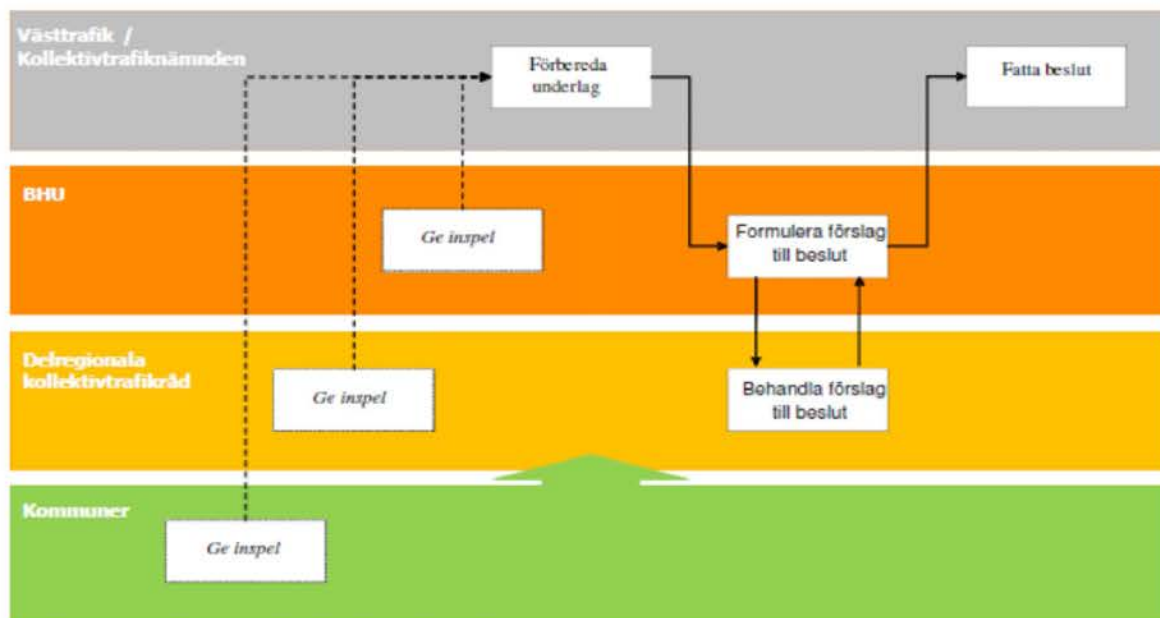 Västtrafik /
Kollektivtrafiknämnden
Förbereda
underlag
Fatta beslut
BHU
Ge inspel
Formulera förslag
till beslut
Delregionala
kollektivtrafikråd
Ge inspel
Behandla förslag
till beslut
Kommuner
Ge inspel